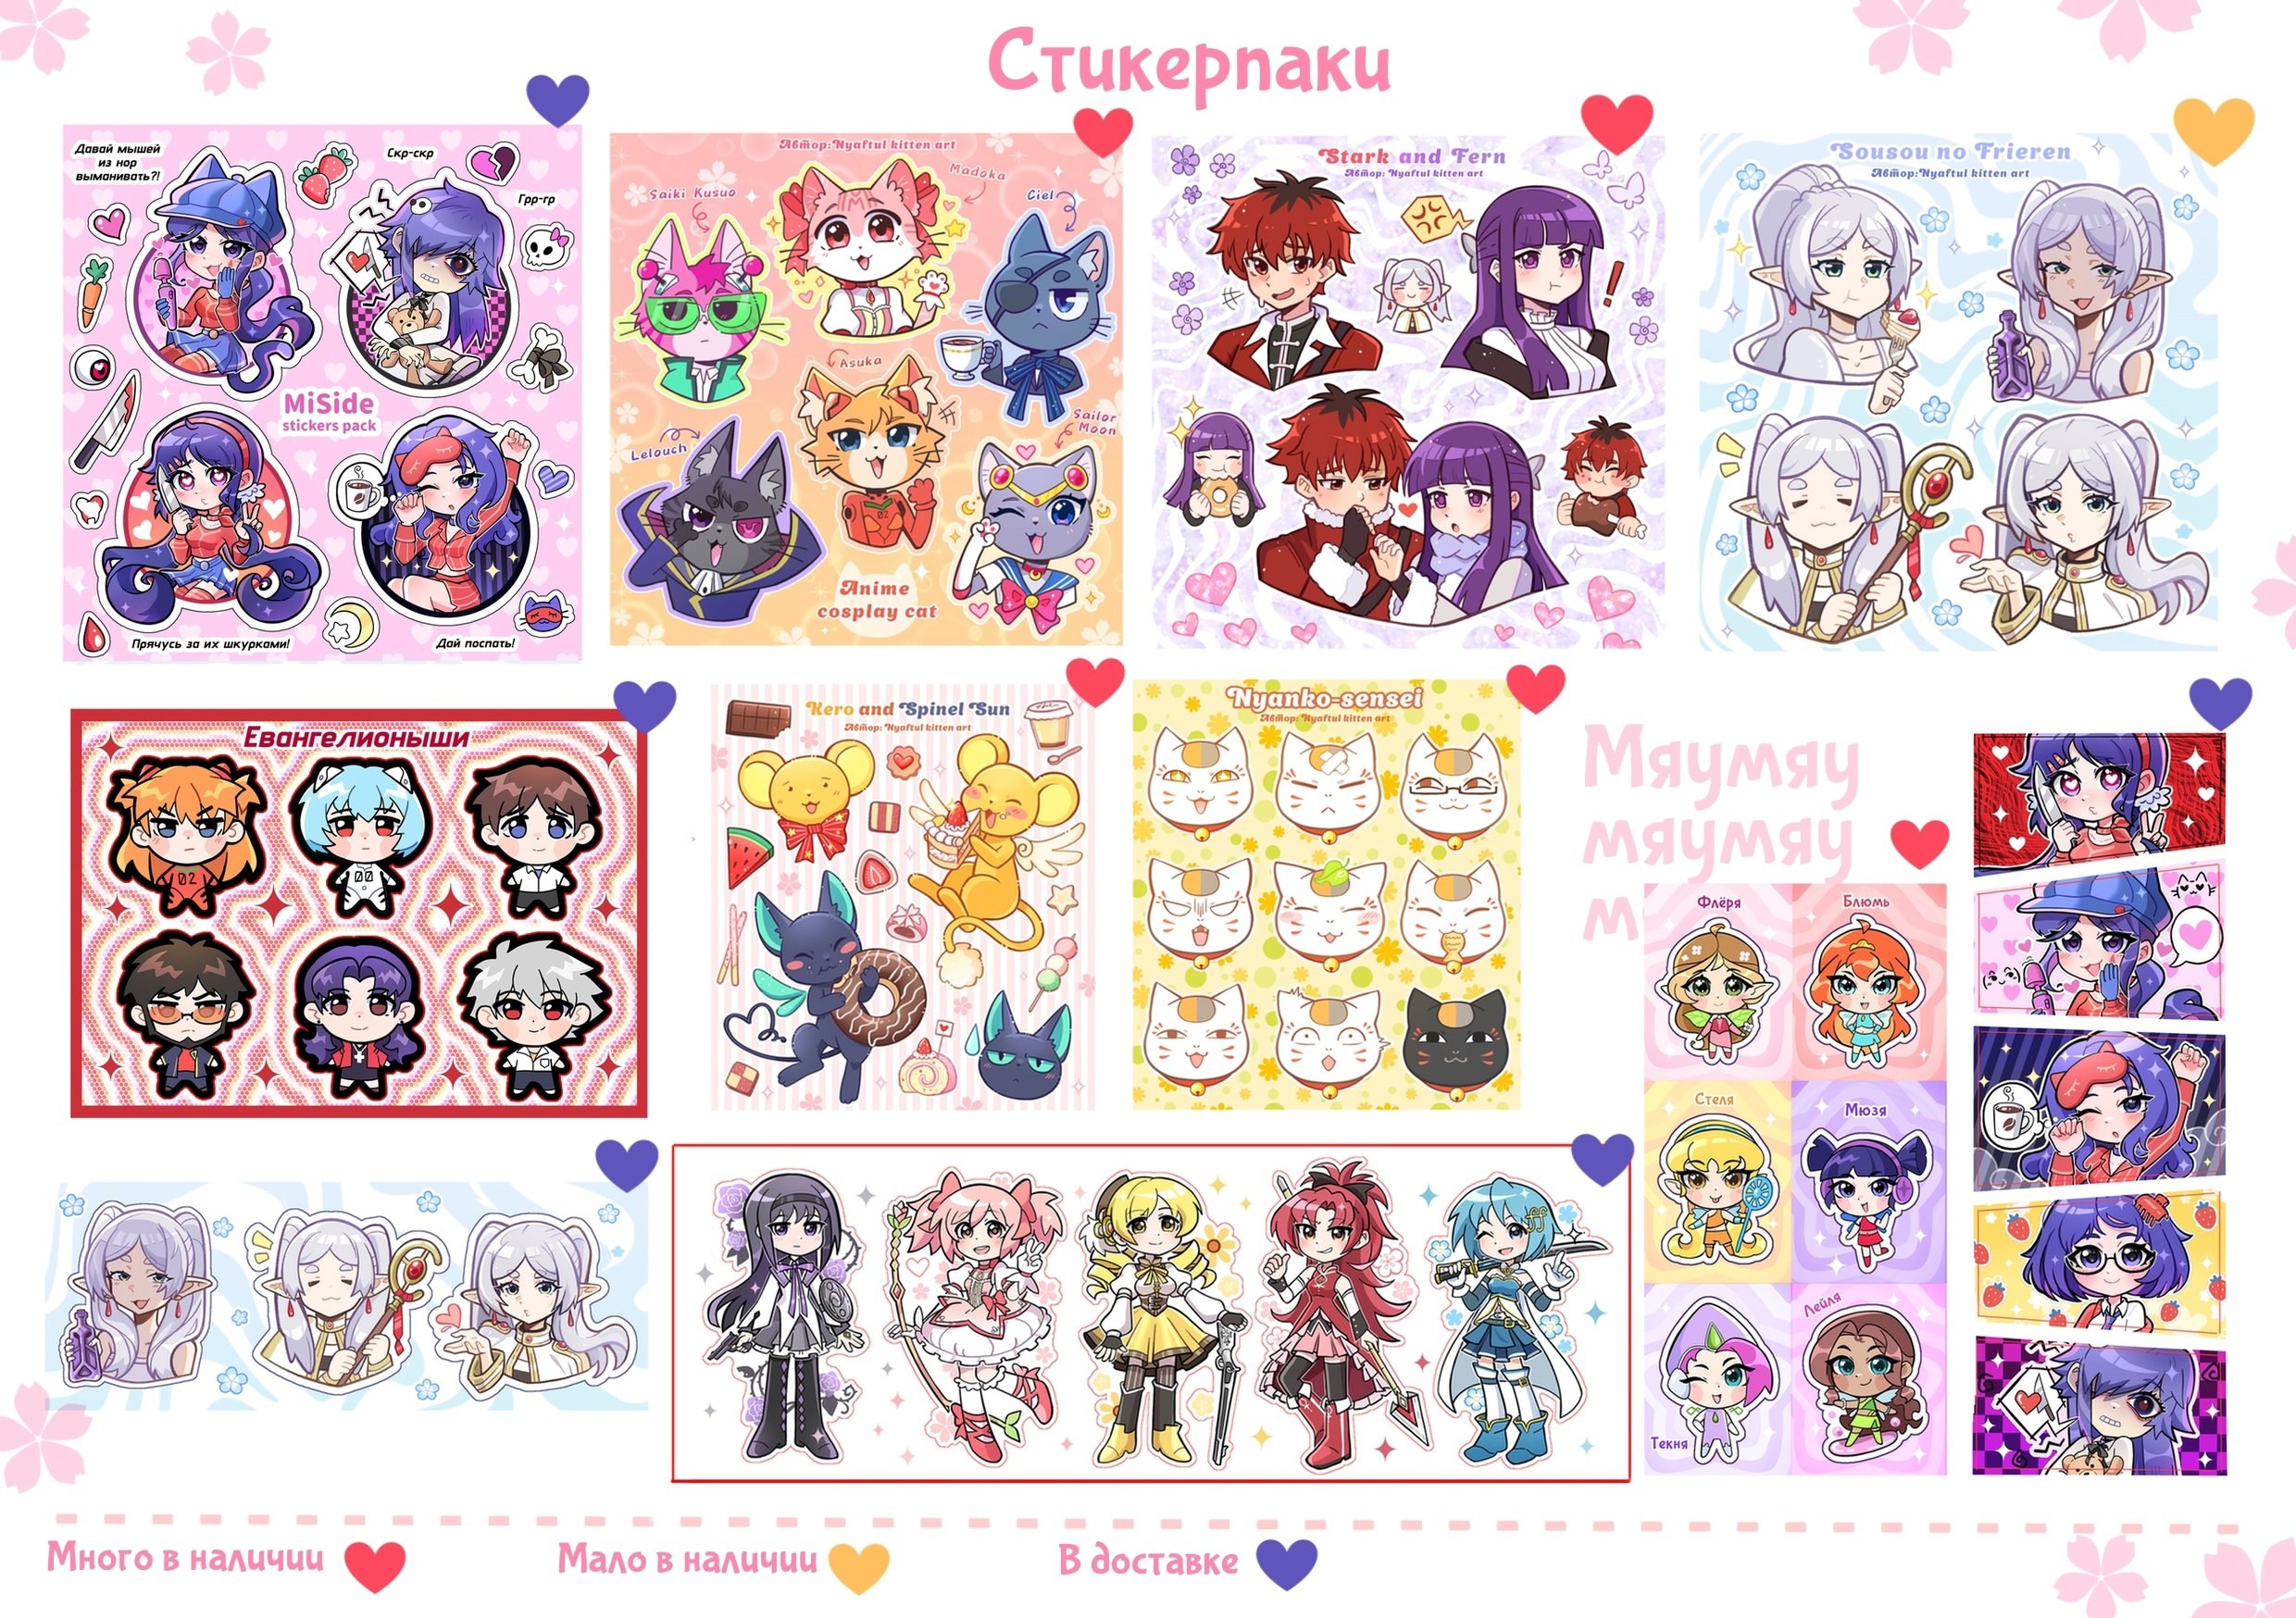 Стикерпаки
Давай мышей
из нор
выманивать?!
Скр-скр
Грр-гр
MiSide
stickers pack
Прячусь за их шкурками!
Дай поспать!
Автор:Nyaftul kitten art
Saiki Kusuo
Madoka
Ciel
Asuka
Lelouch
Sailor
Moon
02
Anime
cosplay cat
Stark and Fern
Автор:Nyaftul kitten art
Sousou no Frieren
Автор:Nyaftul kitten art
Евангелионыши
02
00
Kero and Spinel Sun
Автор: Nyaftul kitten art
Nyanko-sensei
Автор: Nyaftul kitten art
Мяумяу
мяумяу
м
Флёря
Блюмь
Стеля
Мюзя
Текня
Лейля
Много в наличии
Мало в наличии
В доставке